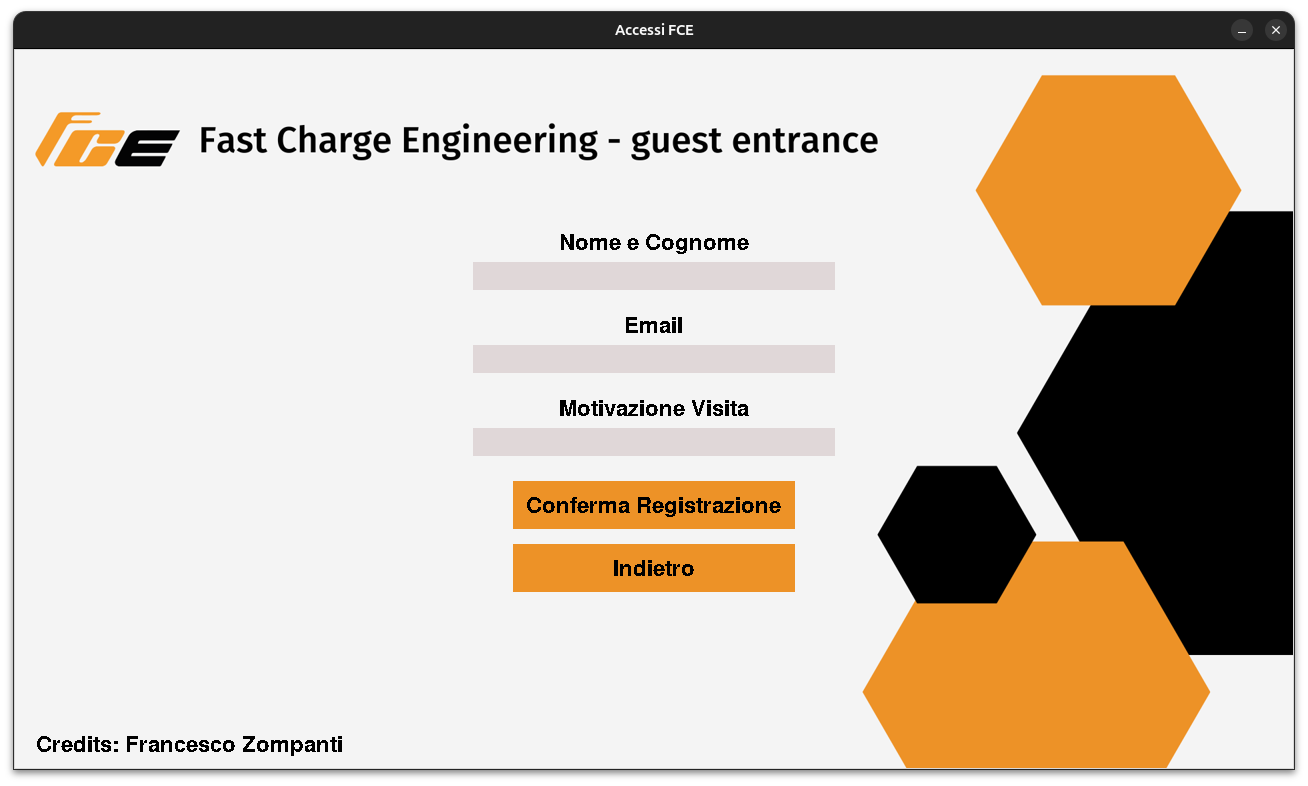 Accessi FCE
FCE
Fast Charge Engineering - guest entrance
Nome e Cognome
Email
Motivazione Visita
Conferma Registrazione
Indietro
Credits: Francesco Zompanti